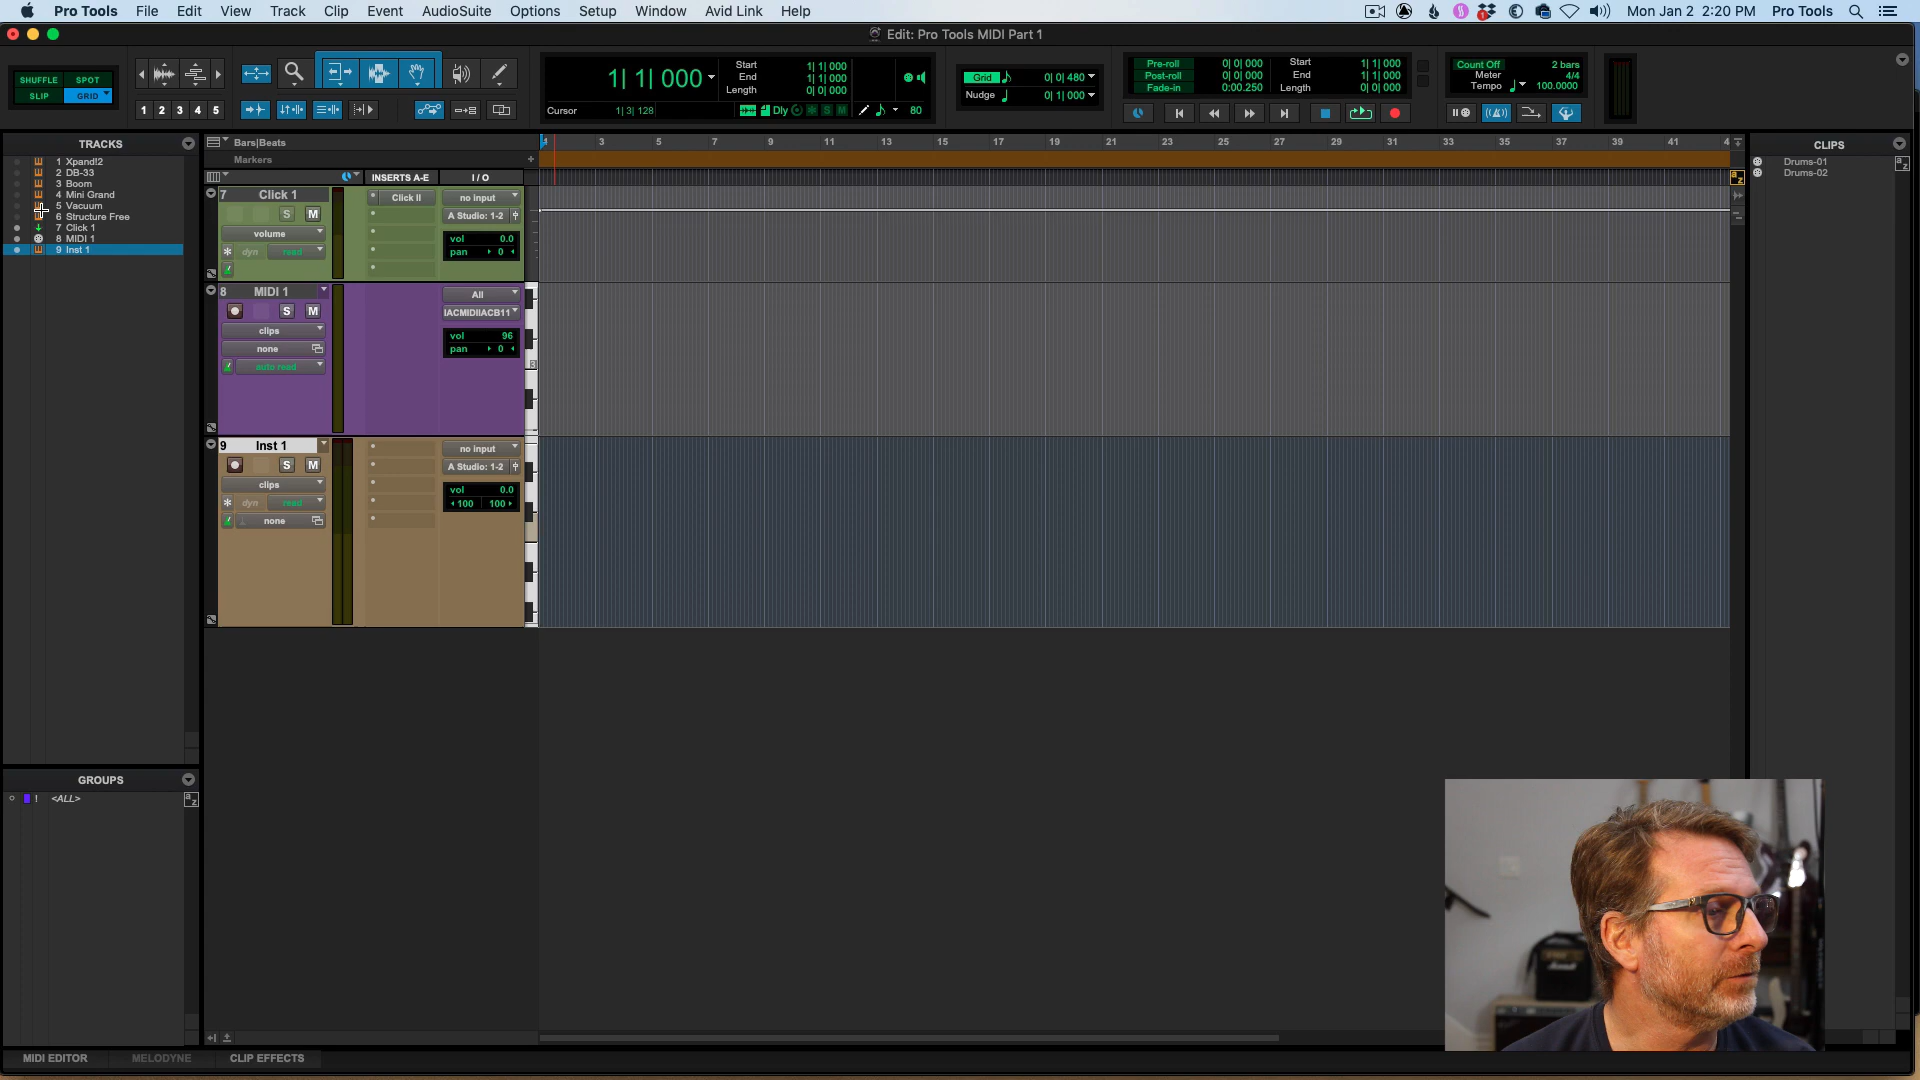 Pro Tools File Edit View Track Clip Event AudioSuite Options Setup Window Avid Link Help
Mon Jan 2 2:20 PM Pro Tools
Edit: Pro Tools MIDI Part 1
SHUFFLE SPOT
SLIP GRID
1 2 3 4 5
1| 1| 000
Start 1| 1| 000
End 1| 1| 000
Length 0| 0| 000
Cursor 1| 3| 128
Dly S M 80
Grid 0| 0| 480
Nudge 0| 1| 000
Pre-roll 0| 0| 000
Post-roll 0| 0| 000
Fade-in 0:00.250
Start 1| 1| 000
End 1| 1| 000
Length 0| 0| 000
Count Off 2 bars
Meter 4/4
Tempo 100.0000
TRACKS
1 Xpand!2
2 DB-33
3 Boom
4 Mini Grand
5 Vacuum
6 Structure Free
7 Click 1
8 MIDI 1
9 Inst 1
GROUPS
! <ALL>
a z
Bars|Beats
Markers
1 3 5 7 9 11 13 15 17 19 21 23 25 27 29 31 33 35 37 39 41 4
INSERTS A-E I / O
7 Click 1
S M
volume
dyn read
Click II
no input
A Studio: 1-2
vol 0.0
pan 0
8 MIDI 1
S M
clips
none
auto read
All
IACMIDIIACB11
vol 96
pan 0
3
9 Inst 1
S M
clips
dyn read
none
no input
A Studio: 1-2
vol 0.0
100 100
CLIPS
Drums-01
Drums-02
a z
a z
MIDI EDITOR MELODYNE CLIP EFFECTS